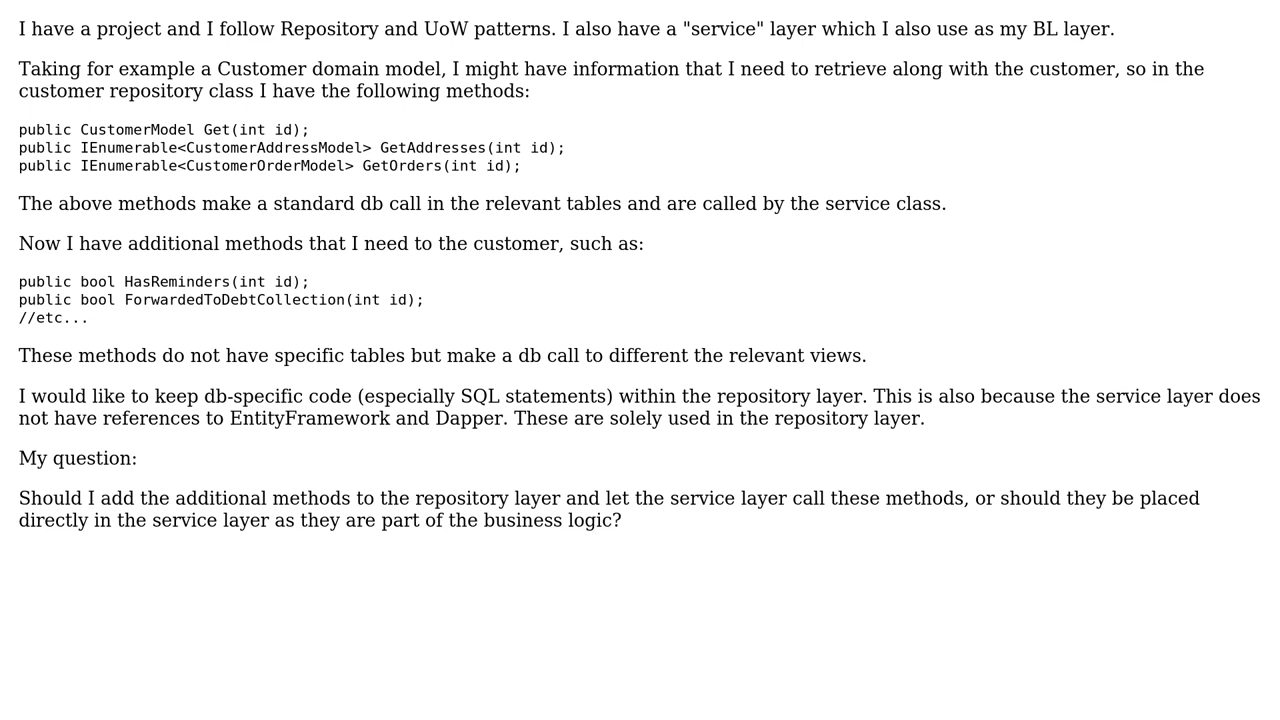 I have a project and I follow Repository and UoW patterns. I also have a "service" layer which I also use as my BL layer.
Taking for example a Customer domain model, I might have information that I need to retrieve along with the customer, so in the
customer repository class I have the following methods:
public CustomerModel Get(int id);
public IEnumerable<CustomerAddressModel> GetAddresses(int id);
public IEnumerable<CustomerOrderModel> GetOrders(int id);
The above methods make a standard db call in the relevant tables and are called by the service class.
Now I have additional methods that I need to the customer, such as:
public bool HasReminders(int id);
public bool ForwardedToDebtCollection(int id);
//etc...
These methods do not have specific tables but make a db call to different the relevant views.
I would like to keep db-specific code (especially SQL statements) within the repository layer. This is also because the service layer does
not have references to EntityFramework and Dapper. These are solely used in the repository layer.
My question:
Should I add the additional methods to the repository layer and let the service layer call these methods, or should they be placed
directly in the service layer as they are part of the business logic?